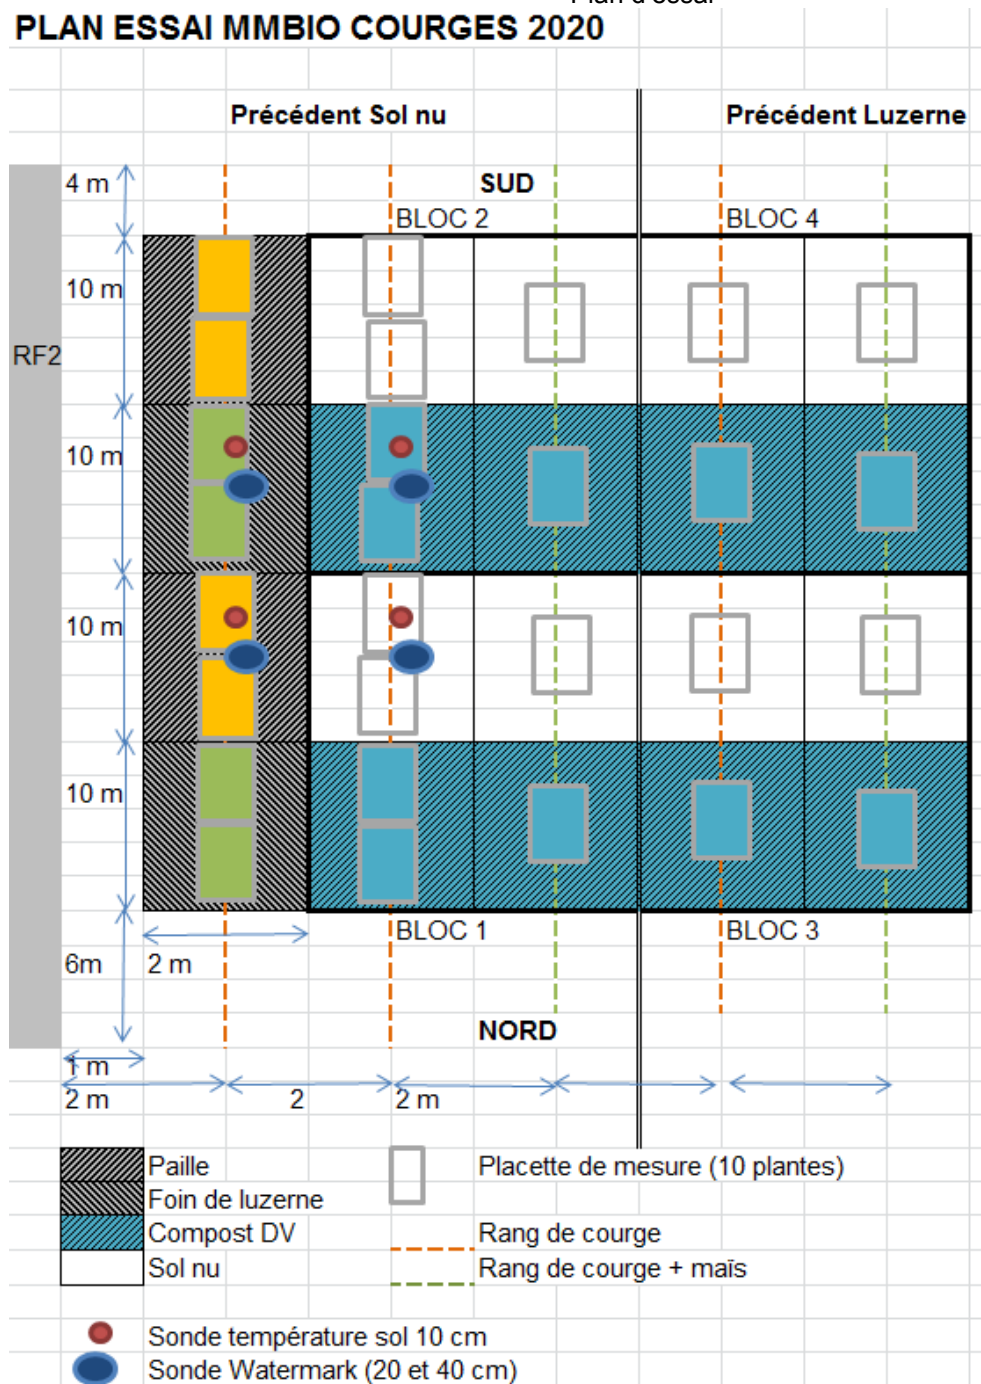 Plan d'essai
PLAN ESSAI MMBIO COURGES 2020
Précédent Sol nu
Précédent Luzerne
4 m
SUD
BLOC 2
BLOC 4
10 m
RF2
10 m
10 m
10 m
BLOC 1
BLOC 3
6m
2 m
NORD
1 m
2 m
2
2 m
Paille
Placette de mesure (10 plantes)
Foin de luzerne
Compost DV
Rang de courge
Sol nu
Rang de courge + maïs
Sonde température sol 10 cm
Sonde Watermark (20 et 40 cm)